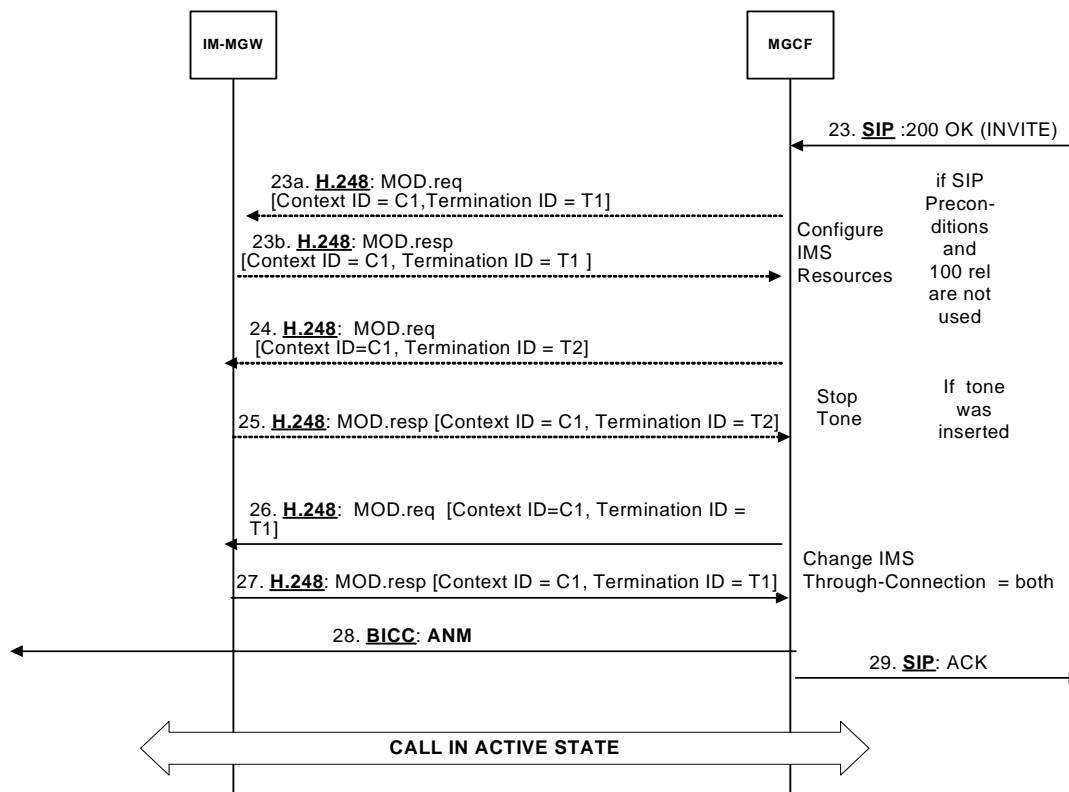 IM-MGW
MGCF
23. SIP :200 OK (INVITE)
23a. H.248: MOD.req
[Context ID = C1,Termination ID = T1]
if SIP
Precon-
ditions
and
100 rel
are not
used
Configure
IMS
Resources
23b. H.248: MOD.resp
[Context ID = C1, Termination ID = T1 ]
24. H.248: MOD.req
[Context ID=C1, Termination ID = T2]
Stop
Tone
If tone
was
inserted
25. H.248: MOD.resp [Context ID = C1, Termination ID = T2]
26. H.248: MOD.req [Context ID=C1, Termination ID =
T1]
Change IMS
Through-Connection = both
27. H.248: MOD.resp [Context ID = C1, Termination ID = T1]
28. BICC: ANM
29. SIP: ACK
CALL IN ACTIVE STATE